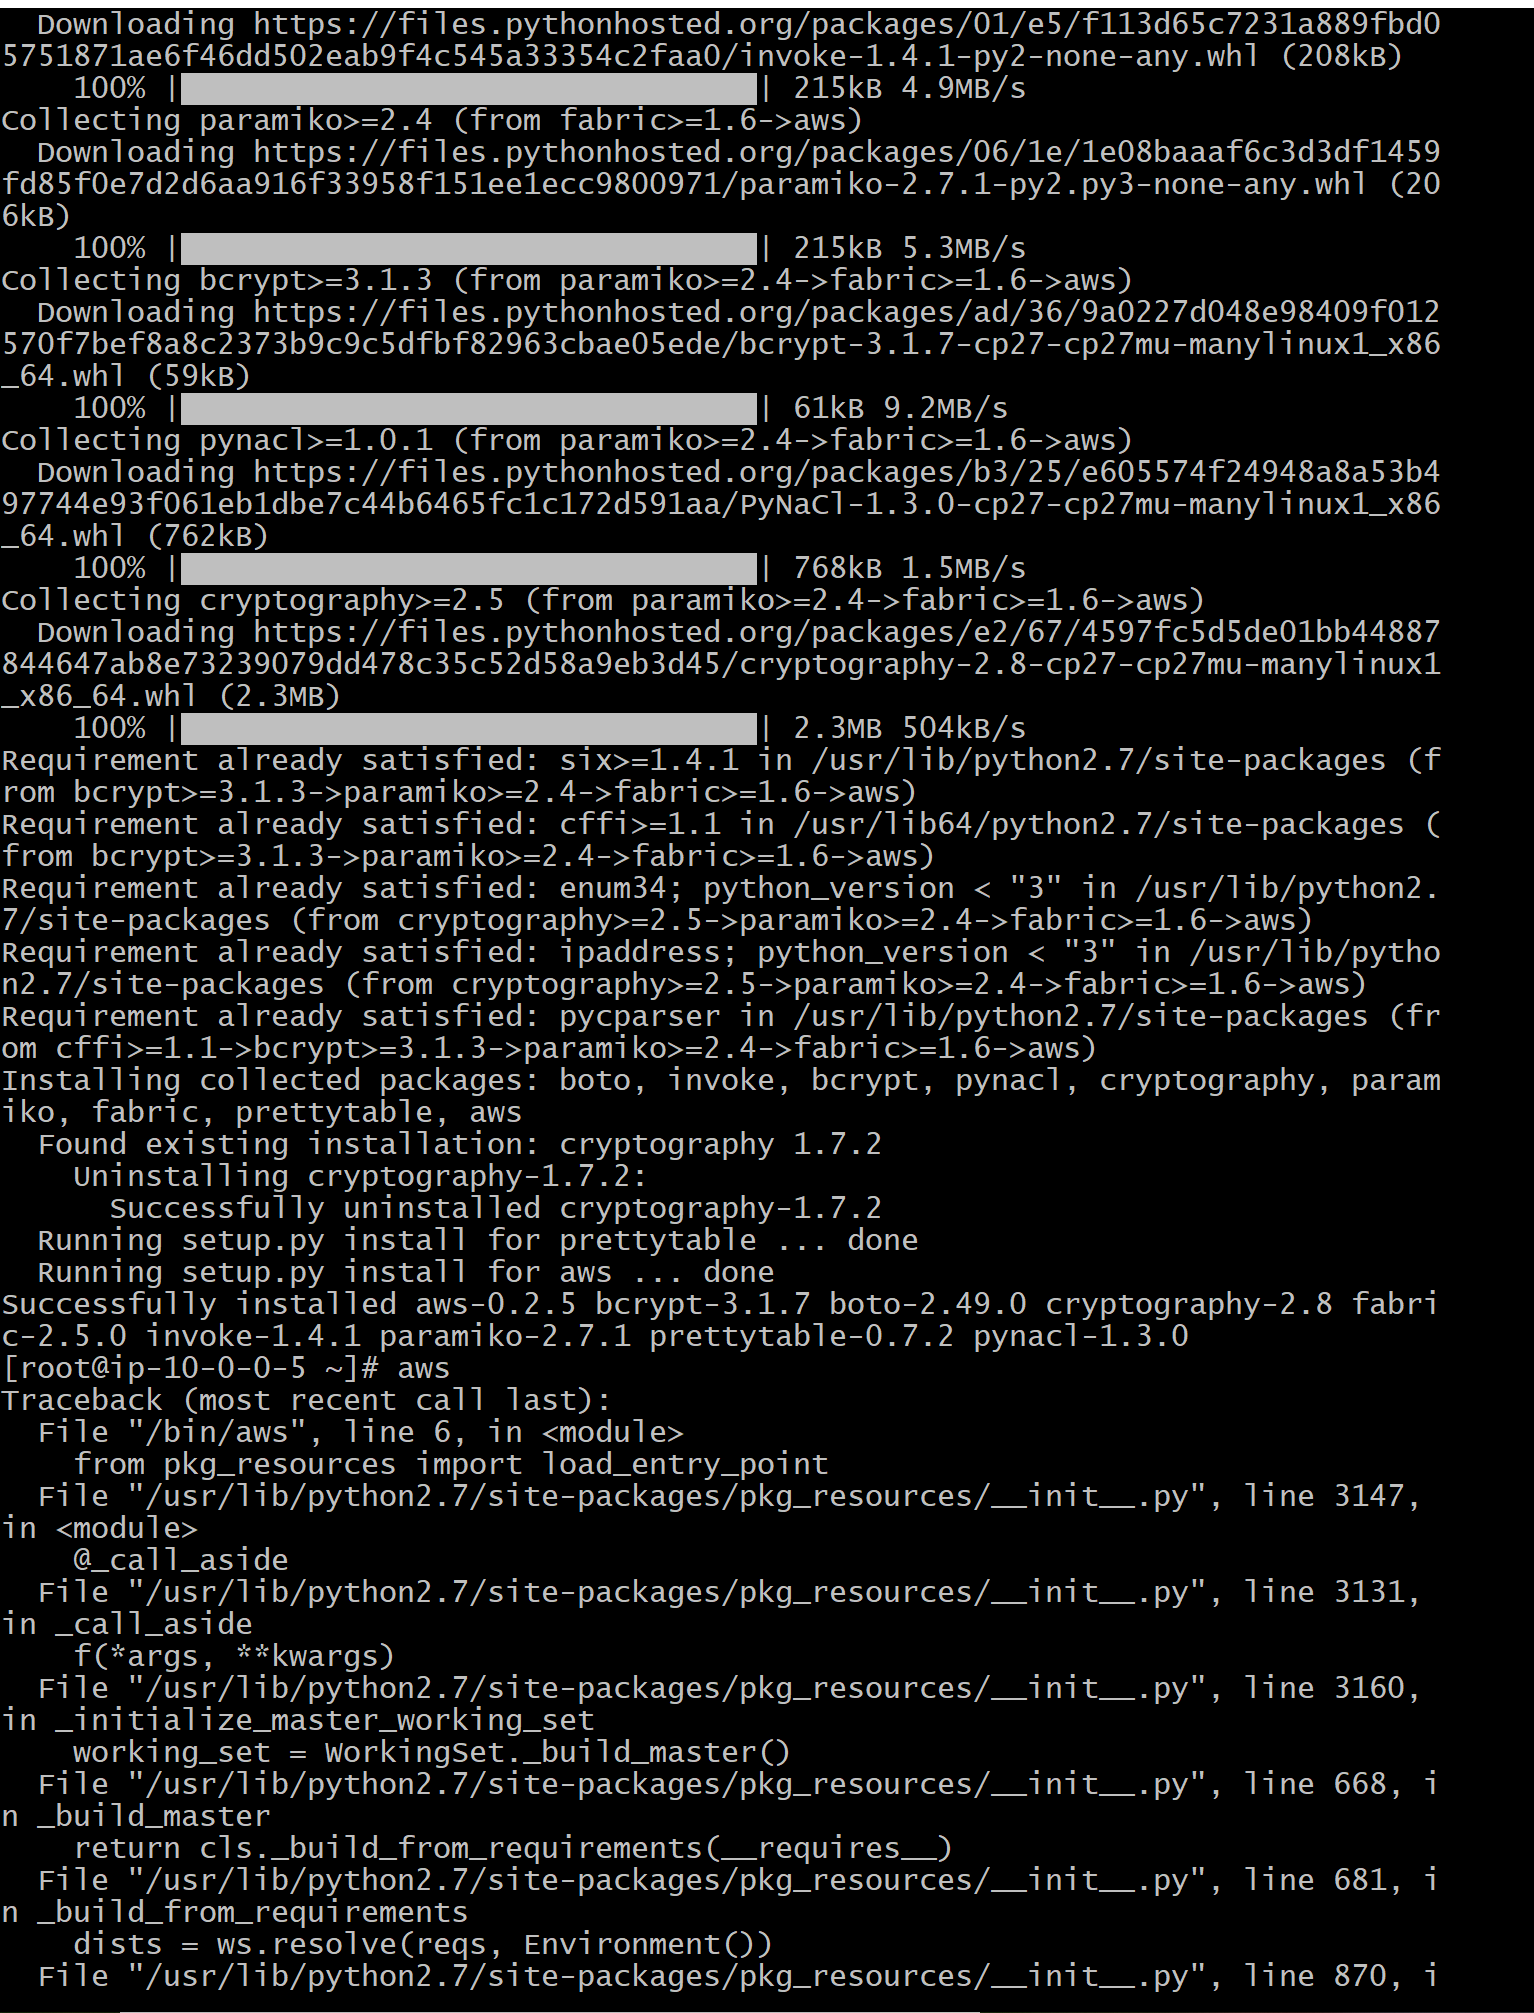 Downloading https://files.pythonhosted.org/packages/01/e5/f113d65c7231a889fbd0
5751871ae6f46dd502eab9f4c545a33354c2faa0/invoke-1.4.1-py2-none-any.whl (208kB)
    100% |████████████████████████████████| 215kB 4.9MB/s
Collecting paramiko>=2.4 (from fabric>=1.6->aws)
  Downloading https://files.pythonhosted.org/packages/06/1e/1e08baaaf6c3d3df1459
fd85f0e7d2d6aa916f33958f151ee1ecc9800971/paramiko-2.7.1-py2.py3-none-any.whl (20
6kB)
    100% |████████████████████████████████| 215kB 5.3MB/s
Collecting bcrypt>=3.1.3 (from paramiko>=2.4->fabric>=1.6->aws)
  Downloading https://files.pythonhosted.org/packages/ad/36/9a0227d048e98409f012
570f7bef8a8c2373b9c9c5dfbf82963cbae05ede/bcrypt-3.1.7-cp27-cp27mu-manylinux1_x86
_64.whl (59kB)
    100% |████████████████████████████████| 61kB 9.2MB/s
Collecting pynacl>=1.0.1 (from paramiko>=2.4->fabric>=1.6->aws)
  Downloading https://files.pythonhosted.org/packages/b3/25/e605574f24948a8a53b4
97744e93f061eb1dbe7c44b6465fc1c172d591aa/PyNaCl-1.3.0-cp27-cp27mu-manylinux1_x86
_64.whl (762kB)
    100% |████████████████████████████████| 768kB 1.5MB/s
Collecting cryptography>=2.5 (from paramiko>=2.4->fabric>=1.6->aws)
  Downloading https://files.pythonhosted.org/packages/e2/67/4597fc5d5de01bb44887
844647ab8e73239079dd478c35c52d58a9eb3d45/cryptography-2.8-cp27-cp27mu-manylinux1
_x86_64.whl (2.3MB)
    100% |████████████████████████████████| 2.3MB 504kB/s
Requirement already satisfied: six>=1.4.1 in /usr/lib/python2.7/site-packages (f
rom bcrypt>=3.1.3->paramiko>=2.4->fabric>=1.6->aws)
Requirement already satisfied: cffi>=1.1 in /usr/lib64/python2.7/site-packages (
from bcrypt>=3.1.3->paramiko>=2.4->fabric>=1.6->aws)
Requirement already satisfied: enum34; python_version < "3" in /usr/lib/python2.
7/site-packages (from cryptography>=2.5->paramiko>=2.4->fabric>=1.6->aws)
Requirement already satisfied: ipaddress; python_version < "3" in /usr/lib/pytho
n2.7/site-packages (from cryptography>=2.5->paramiko>=2.4->fabric>=1.6->aws)
Requirement already satisfied: pycparser in /usr/lib/python2.7/site-packages (fr
om cffi>=1.1->bcrypt>=3.1.3->paramiko>=2.4->fabric>=1.6->aws)
Installing collected packages: boto, invoke, bcrypt, pynacl, cryptography, param
iko, fabric, prettytable, aws
  Found existing installation: cryptography 1.7.2
    Uninstalling cryptography-1.7.2:
      Successfully uninstalled cryptography-1.7.2
  Running setup.py install for prettytable ... done
  Running setup.py install for aws ... done
Successfully installed aws-0.2.5 bcrypt-3.1.7 boto-2.49.0 cryptography-2.8 fabri
c-2.5.0 invoke-1.4.1 paramiko-2.7.1 prettytable-0.7.2 pynacl-1.3.0
[root@ip-10-0-0-5 ~]# aws
Traceback (most recent call last):
  File "/bin/aws", line 6, in <module>
    from pkg_resources import load_entry_point
  File "/usr/lib/python2.7/site-packages/pkg_resources/__init__.py", line 3147,
in <module>
    @_call_aside
  File "/usr/lib/python2.7/site-packages/pkg_resources/__init__.py", line 3131,
in _call_aside
    f(*args, **kwargs)
  File "/usr/lib/python2.7/site-packages/pkg_resources/__init__.py", line 3160,
in _initialize_master_working_set
    working_set = WorkingSet._build_master()
  File "/usr/lib/python2.7/site-packages/pkg_resources/__init__.py", line 668, i
n _build_master
    return cls._build_from_requirements(__requires__)
  File "/usr/lib/python2.7/site-packages/pkg_resources/__init__.py", line 681, i
n _build_from_requirements
    dists = ws.resolve(reqs, Environment())
  File "/usr/lib/python2.7/site-packages/pkg_resources/__init__.py", line 870, i